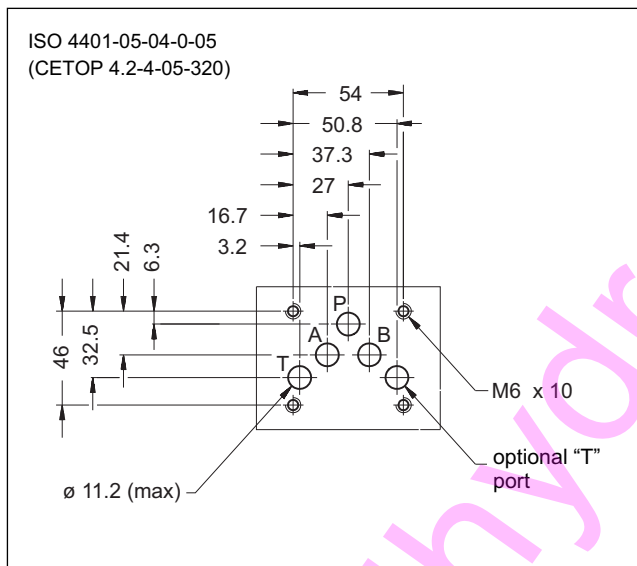 ISO 4401-05-04-0-05
(CETOP 4.2-4-05-320)
54
50.8
37.3
27
16.7
3.2
21.4
6.3
P
A
B
T
46
32.5
M6 x 10
optional “T”
port
ø 11.2 (max)
hydr